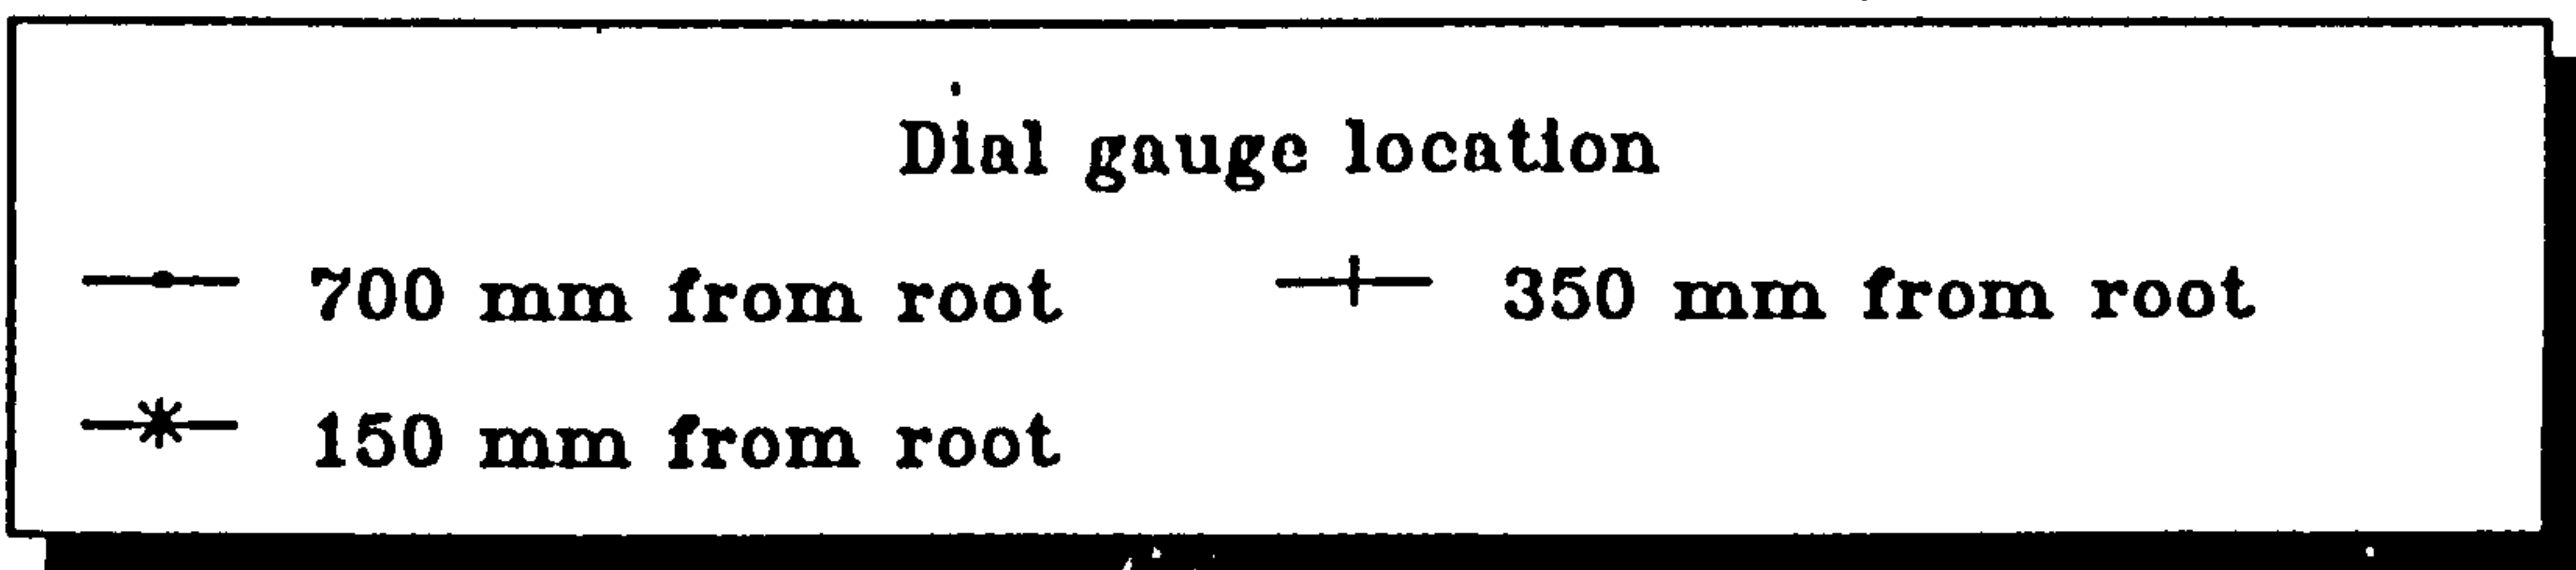 Dial gauge location
700 mm from root 350 mm from root
150 mm from root